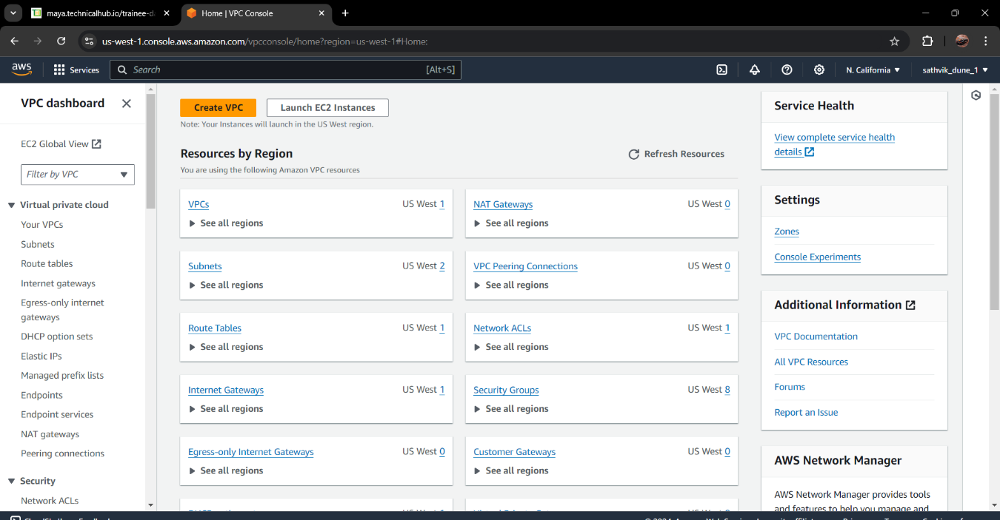 maya.technicalhub.io/trainee-d
Home | VPC Console
us-west-1.console.aws.amazon.com/vpcconsole/home?region=us-west-1#Home:
aws
Services
Search
[Alt+S]
N. California
sathvik_dune_1
VPC dashboard
EC2 Global View
Filter by VPC
Virtual private cloud
Your VPCs
Subnets
Route tables
Internet gateways
Egress-only internet
gateways
DHCP option sets
Elastic IPs
Managed prefix lists
Endpoints
Endpoint services
NAT gateways
Peering connections
Security
Network ACLs
Create VPC
Launch EC2 Instances
Note: Your Instances will launch in the US West region.
Resources by Region
Refresh Resources
You are using the following Amazon VPC resources
VPCs US West 1
See all regions
NAT Gateways US West 0
See all regions
Subnets US West 2
See all regions
VPC Peering Connections US West 0
See all regions
Route Tables US West 1
See all regions
Network ACLs US West 1
See all regions
Internet Gateways US West 1
See all regions
Security Groups US West 8
See all regions
Egress-only Internet Gateways US West 0
See all regions
Customer Gateways US West 0
See all regions
Service Health
View complete service health
details
Settings
Zones
Console Experiments
Additional Information
VPC Documentation
All VPC Resources
Forums
Report an Issue
AWS Network Manager
AWS Network Manager provides tools
and features to help you manage and